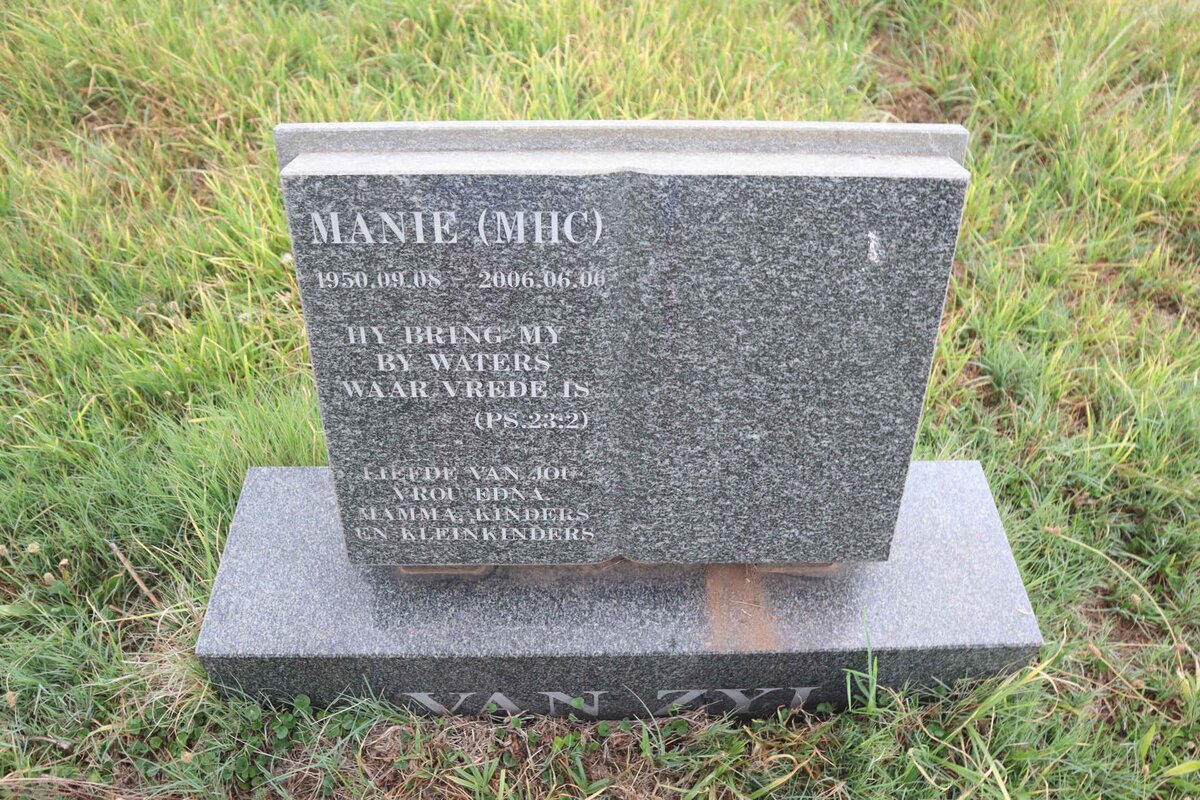 MANIE (MHC)
1950.09.08 - 2006.06.06
HY BRING MY
BY WATERS
WAAR VREDE IS
(PS.23:2)
LIEFDE VAN JOU
VROU EDNA,
MAMMA, KINDERS
EN KLEINKINDERS
VAN ZYL